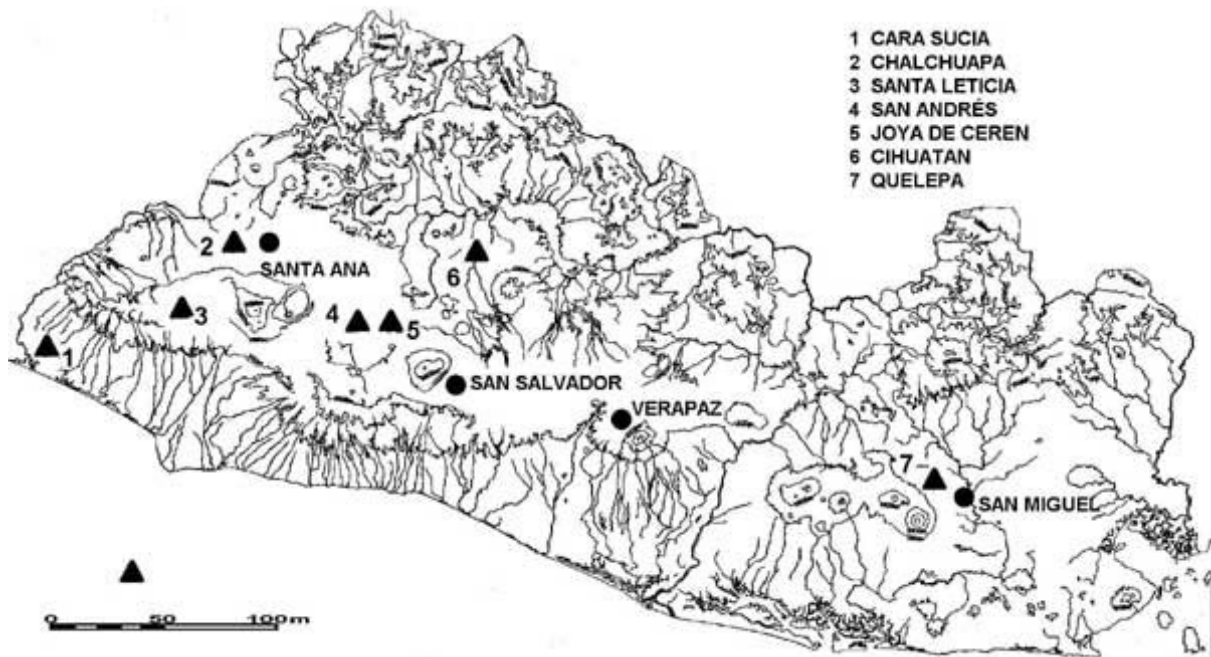 1 CARA SUCIA
2 CHALCHUAPA
3 SANTA LETICIA
4 SAN ANDRÉS
5 JOYA DE CEREN
6 CIHUATAN
7 QUELEPA
2
SANTA ANA
6
3
4
5
1
SAN SALVADOR
VERAPAZ
7
SAN MIGUEL
0 50 100 m